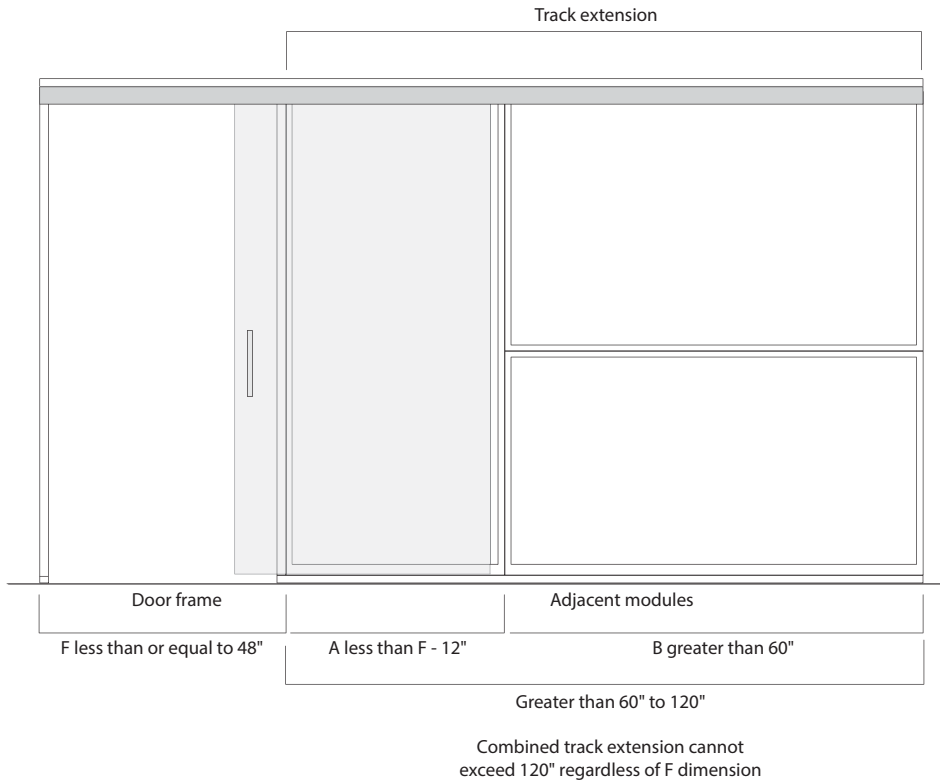 Track extension
Door frame
Adjacent modules
F less than or equal to 48"
A less than F - 12"
B greater than 60"
Greater than 60" to 120"
Combined track extension cannot
exceed 120" regardless of F dimension